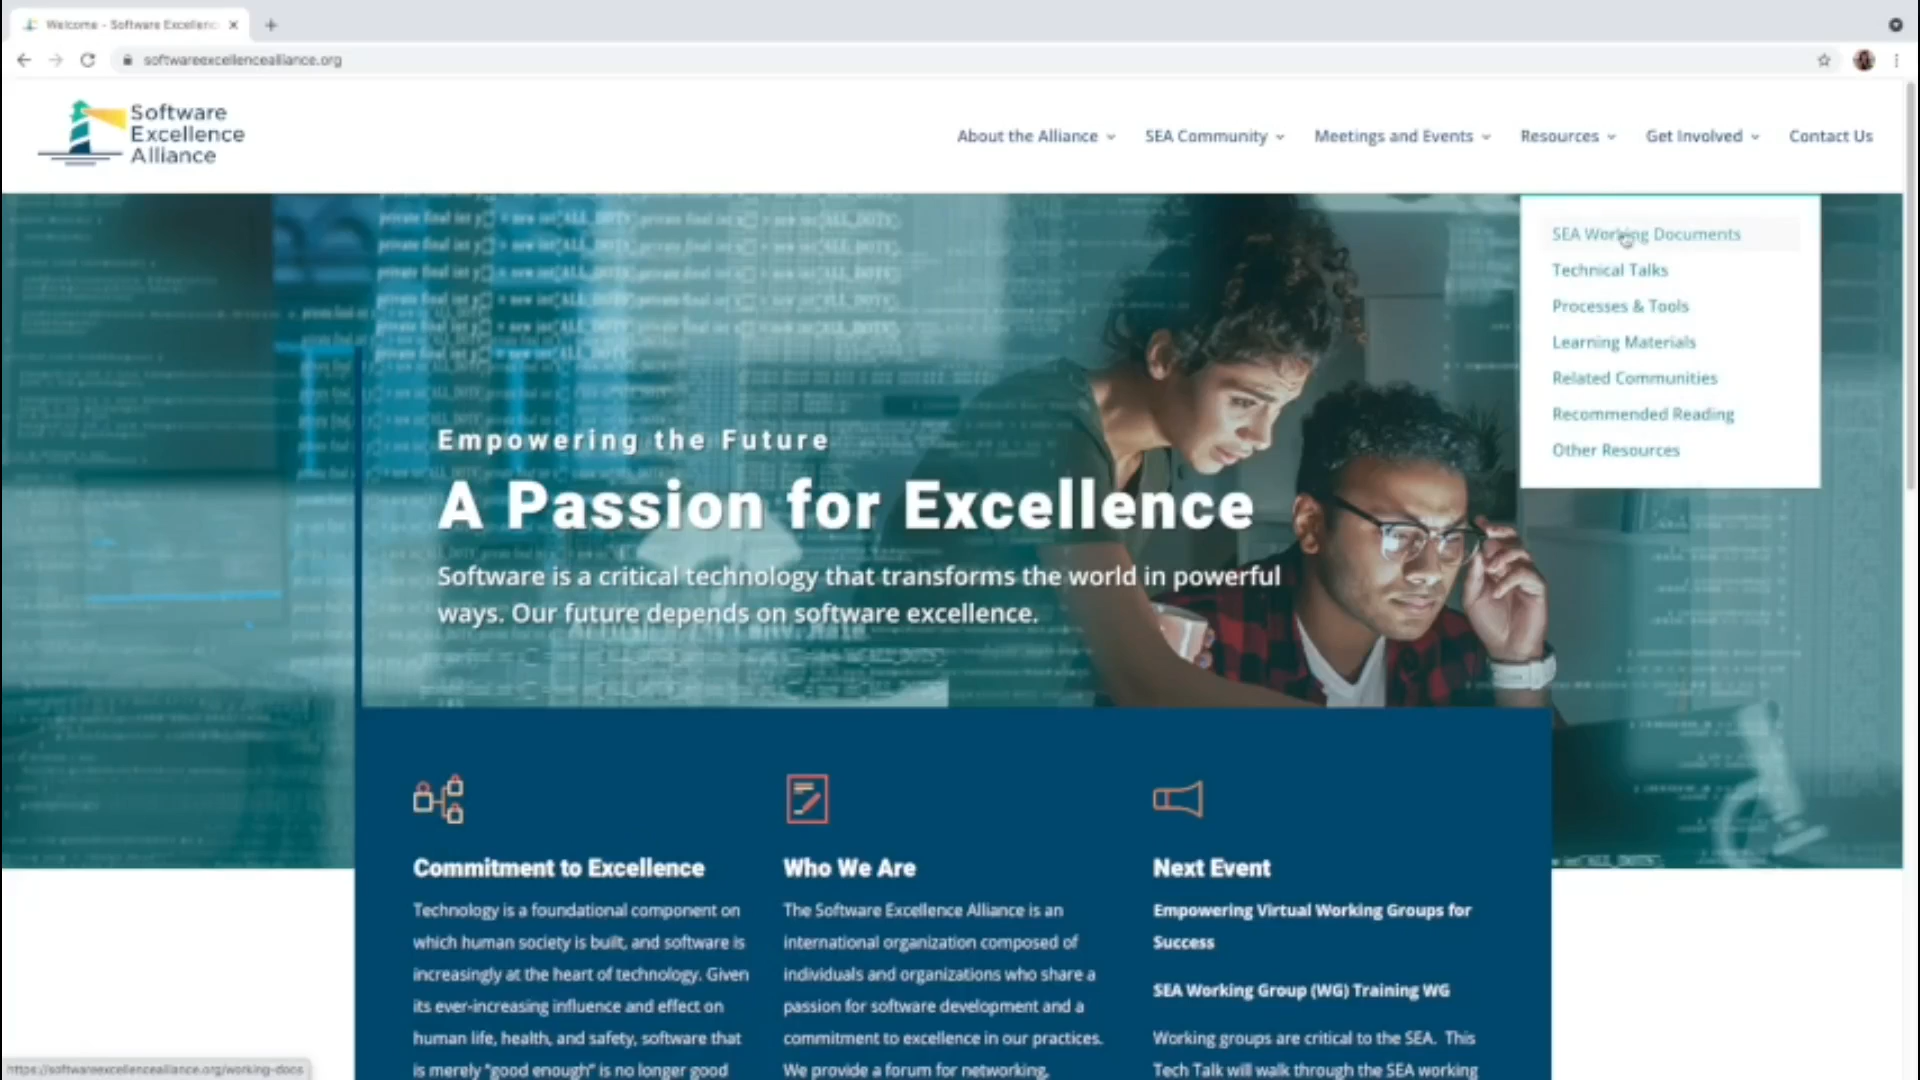 Welcome - Software Excellenc
softwareexcellencealliance.org
Software
Excellence
Alliance
About the Alliance
SEA Community
Meetings and Events
Resources
Get Involved
Contact Us
SEA Working Documents
Technical Talks
Processes & Tools
Learning Materials
Related Communities
Recommended Reading
Other Resources
Empowering the Future
A Passion for Excellence
Software is a critical technology that transforms the world in powerful
ways. Our future depends on software excellence.
Commitment to Excellence
Technology is a foundational component on
which human society is built, and software is
increasingly at the heart of technology. Given
its ever-increasing influence and effect on
human life, health, and safety, software that
is merely "good enough" is no longer good
Who We Are
The Software Excellence Alliance is an
international organization composed of
individuals and organizations who share a
passion for software development and a
commitment to excellence in our practices.
We provide a forum for networking,
Next Event
Empowering Virtual Working Groups for
Success
SEA Working Group (WG) Training WG
Working groups are critical to the SEA. This
Tech Talk will walk through the SEA working
https://softwareexcellencealliance.org/working-docs